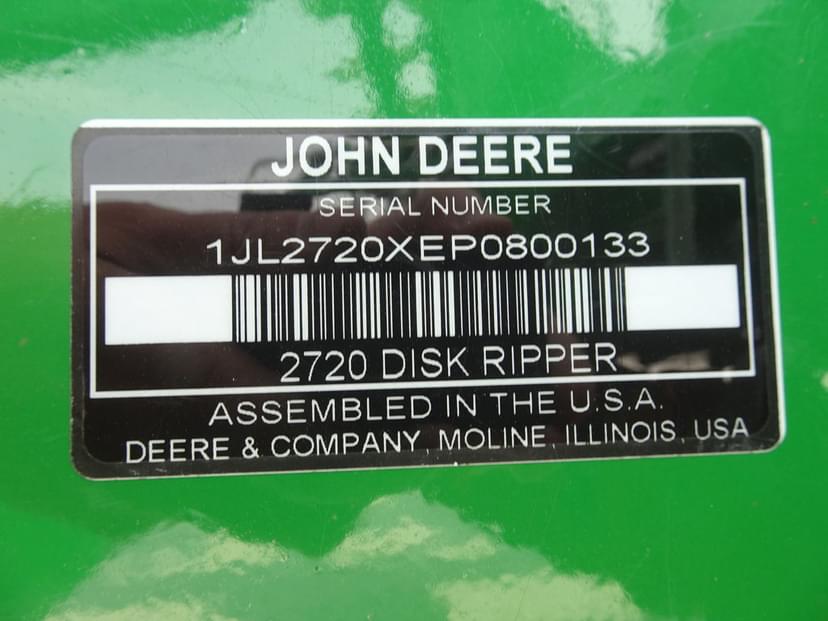 JOHN DEERE
SERIAL NUMBER
1JL2720XEP0800133
2720 DISK RIPPER
ASSEMBLED IN THE U.S.A.
DEERE & COMPANY, MOLINE, ILLINOIS, USA